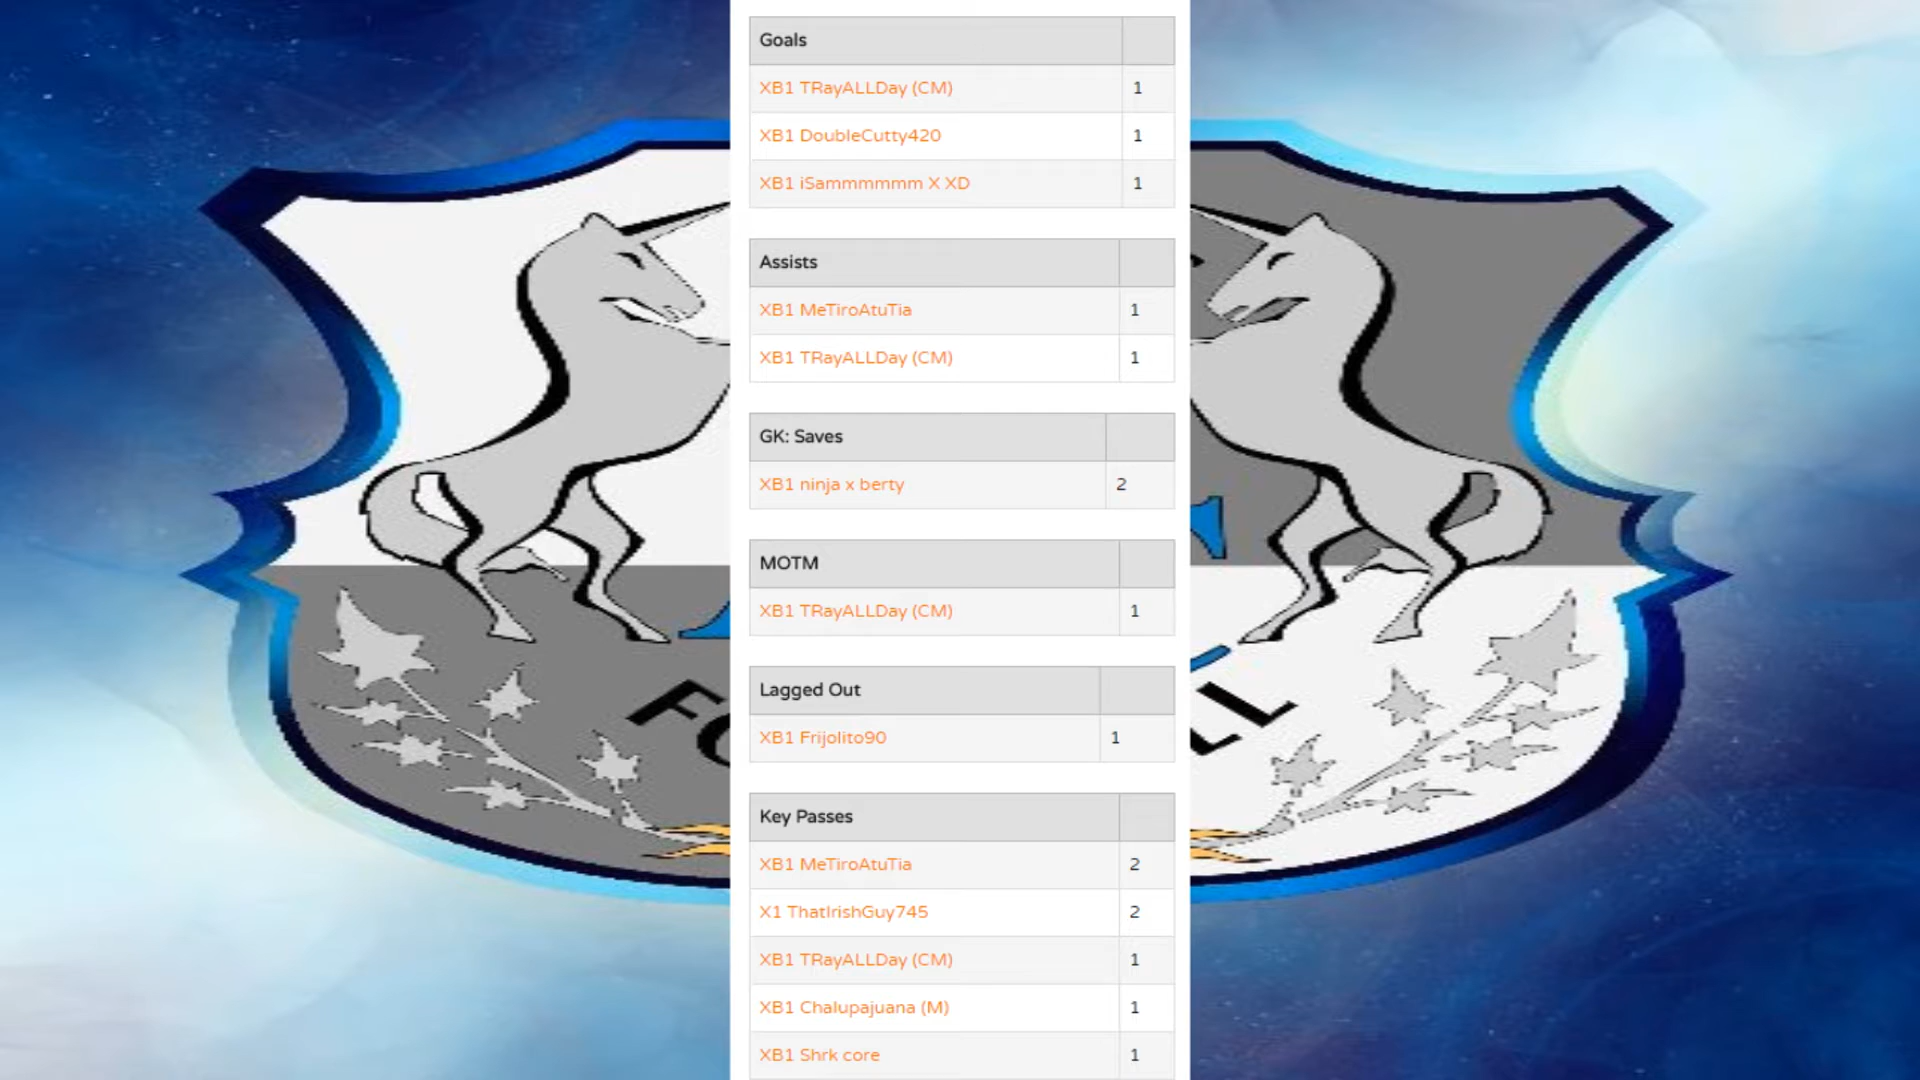 Goals
XB1 TRayALLDay (CM) 1
XB1 DoubleCutty420 1
XB1 iSammmmmm X XD 1
Assists
XB1 MeTiroAtuTia 1
XB1 TRayALLDay (CM) 1
GK: Saves
XB1 ninja x berty 2
MOTM
XB1 TRayALLDay (CM) 1
Lagged Out
XB1 Frijolito90 1
Key Passes
XB1 MeTiroAtuTia 2
X1 ThatIrishGuy745 2
XB1 TRayALLDay (CM) 1
XB1 Chalupajuana (M) 1
XB1 Shrk core 1